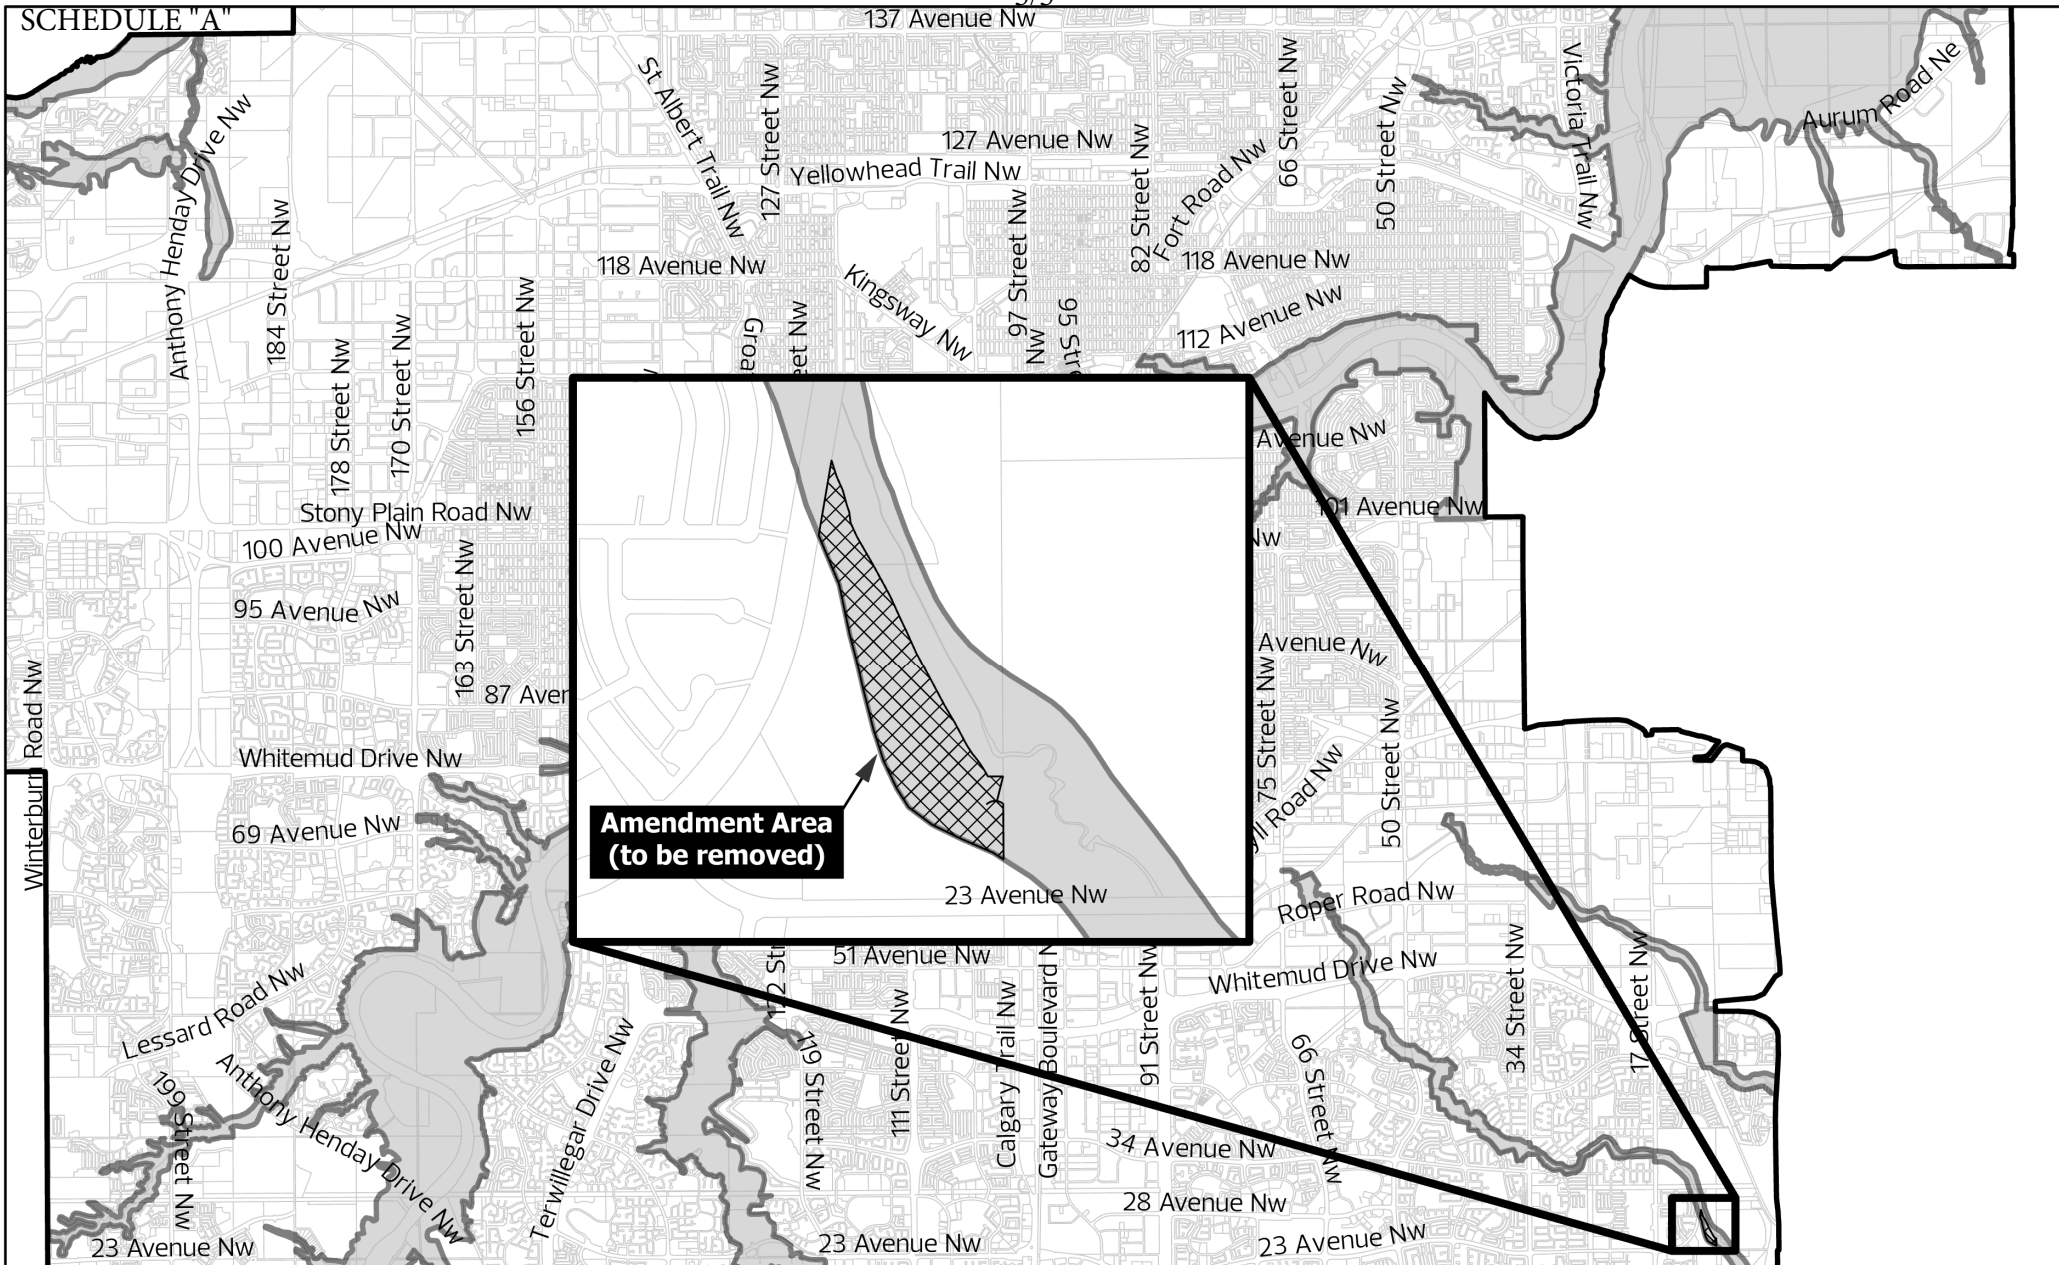 SCHEDULE "A"
137 Avenue Nw
St Albert Trail Nw
127 Street Nw
127 Avenue Nw
Yellowhead Trail Nw
82 Street Nw
Fort Road Nw
66 Street Nw
50 Street Nw
Victoria Trail Nw
Aurum Road Ne
Anthony Henday Drive Nw
184 Street Nw
118 Avenue Nw
Kingsway Nw
97 Street Nw
118 Avenue Nw
112 Avenue Nw
178 Street Nw
170 Street Nw
156 Street Nw
Nw
Avenue Nw
101 Avenue Nw
Stony Plain Road Nw
100 Avenue Nw
Nw
95 Avenue Nw
163 Street Nw
87 Aven
Avenue Nw
Winterburn Road Nw
Whitemud Drive Nw
75 Street Nw
50 Street Nw
69 Avenue Nw
Amendment Area
(to be removed)
23 Avenue Nw
Roper Road Nw
51 Avenue Nw
Whitemud Drive Nw
Lessard Road Nw
Anthony Henday Drive Nw
199 Street Nw
Terwillegar Drive Nw
119 Street Nw
111 Street Nw
Calgary Trail Nw
Gateway Boulevard N
91 Street Nw
66 Street Nw
34 Street Nw
17 Street Nw
34 Avenue Nw
28 Avenue Nw
23 Avenue Nw
23 Avenue Nw
23 Avenue Nw